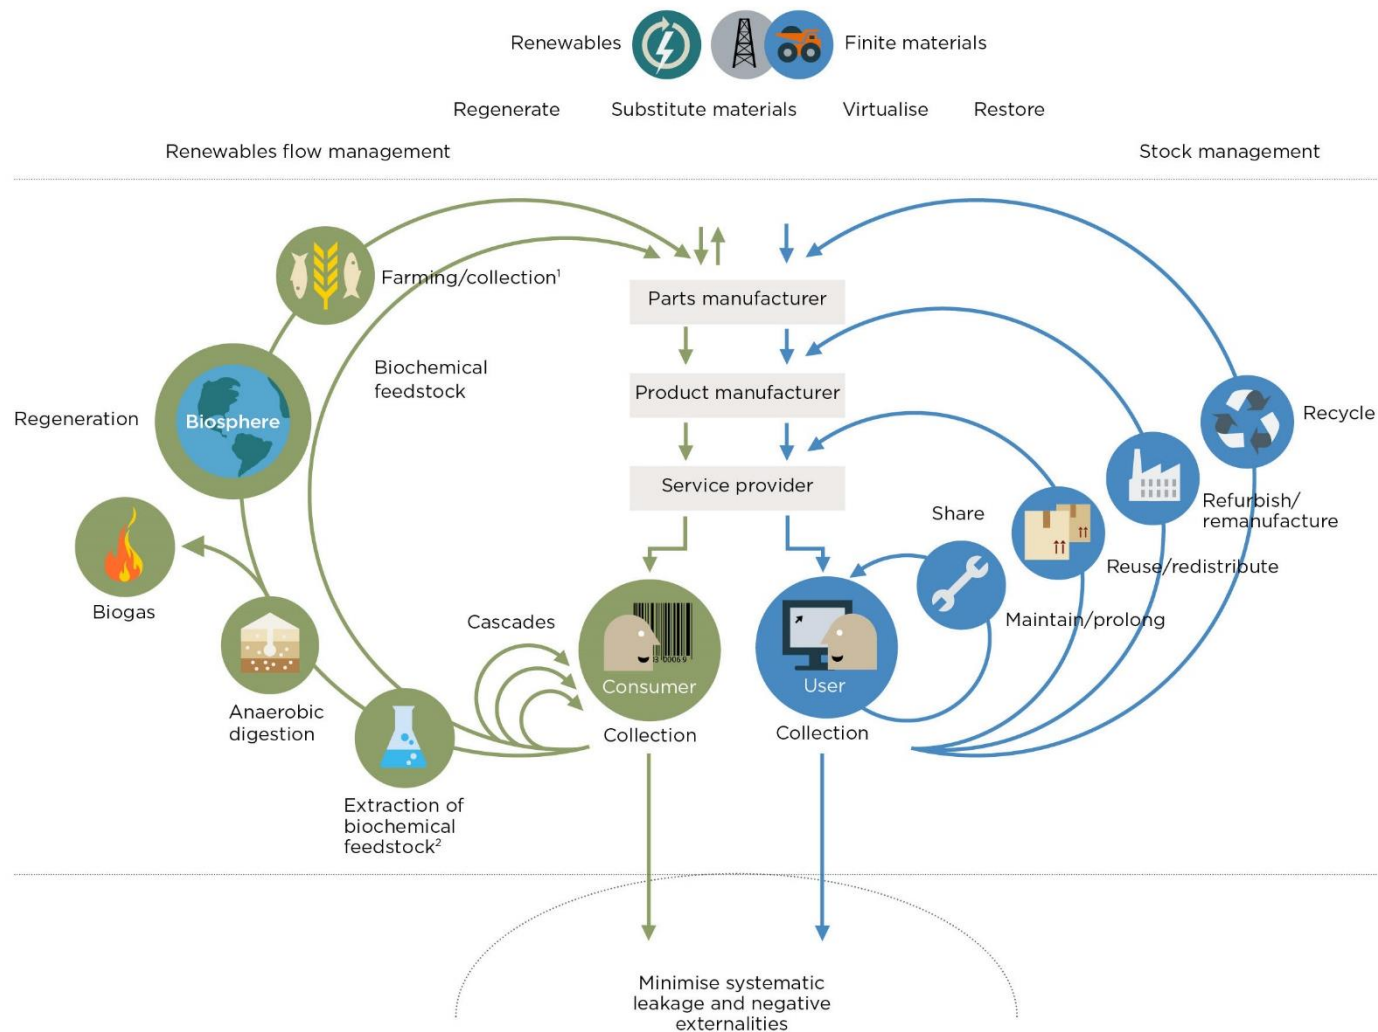 Renewables
Finite materials
Regenerate
Substitute materials
Virtualise
Restore
Renewables flow management
Stock management
Farming/collection¹
Parts manufacturer
Biochemical
feedstock
Product manufacturer
Regeneration
Biosphere
Recycle
Service provider
Refurbish/
remanufacture
Share
Reuse/redistribute
Biogas
Cascades
Maintain/prolong
Consumer
User
Anaerobic
digestion
Collection
Collection
Extraction of
biochemical
feedstock²
Minimise systematic
leakage and negative
externalities